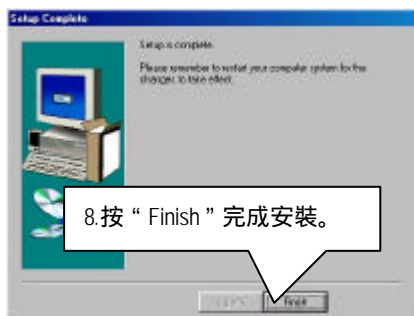 Setup Complete
Setup is complete.
Please remember to restart your computer system for the
changes to take effect.
8.按 “ Finish ” 完成安裝。
Finish